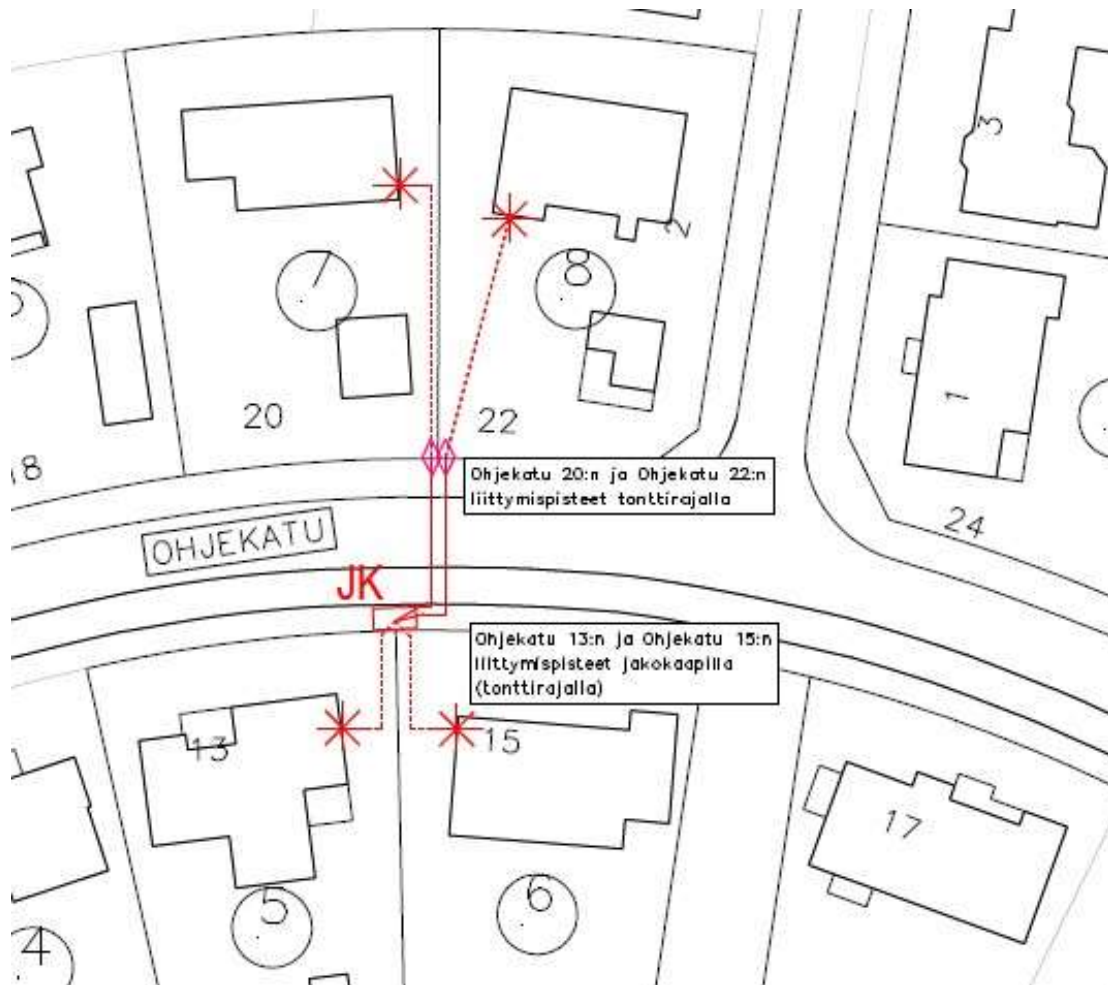 3
2
7
8
1
20
22
18
Ohjekatu 20:n ja Ohjekatu 22:n
liittymispisteet tonttirajalla
24
OHJEKATU
JK
Ohjekatu 13:n ja Ohjekatu 15:n
liittymispisteet jakokaapilla
(tonttirajalla)
13
15
17
5
6
4